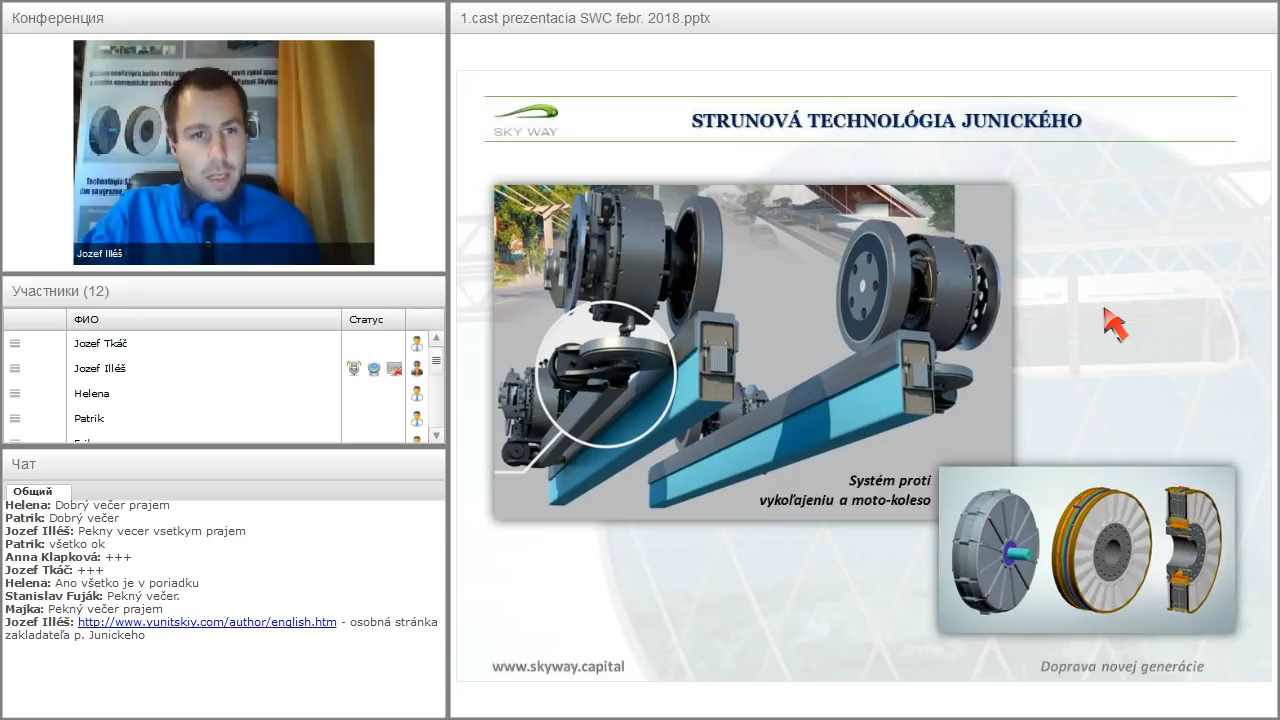 Конференция
Jozef Illéš
Участники (12)
ФИО
Статус
Jozef Tkáč
Jozef Illéš
Helena
Patrik
Чат
Общий
Helena: Dobrý večer prajem
Patrik: Dobrý večer
Jozef Illéš: Pekny vecer vsetkym prajem
Patrik: všetko ok
Anna Klapková: +++
Jozef Tkáč: +++
Helena: Ano všetko je v poriadku
Stanislav Fuják: Pekný večer.
Majka: Pekný večer prajem
Jozef Illéš: http://www.yunitskiy.com/author/english.htm - osobná stránka
zakladateľa p. Junickeho
1.cast prezentacia SWC febr. 2018.pptx
SKY WAY
STRUNOVÁ TECHNOLÓGIA JUNICKÉHO
Systém proti
vykoľajeniu a moto-koleso
www.skyway.capital
Doprava novej generácie